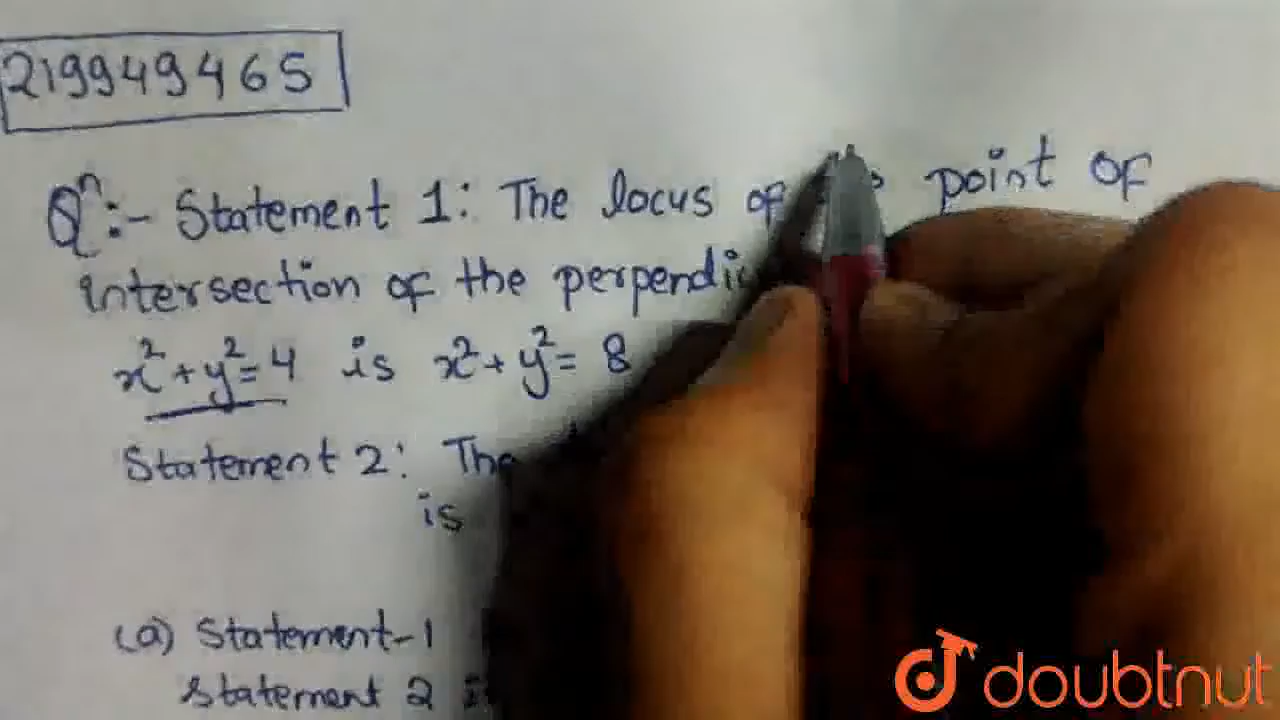 219949465
Qn:- Statement 1: The locus of point of
intersection of the
x²+y²=4 is x²+y²= 8
Statement 2: The
is
(a) Statement-1
Statement 2
doubtnut